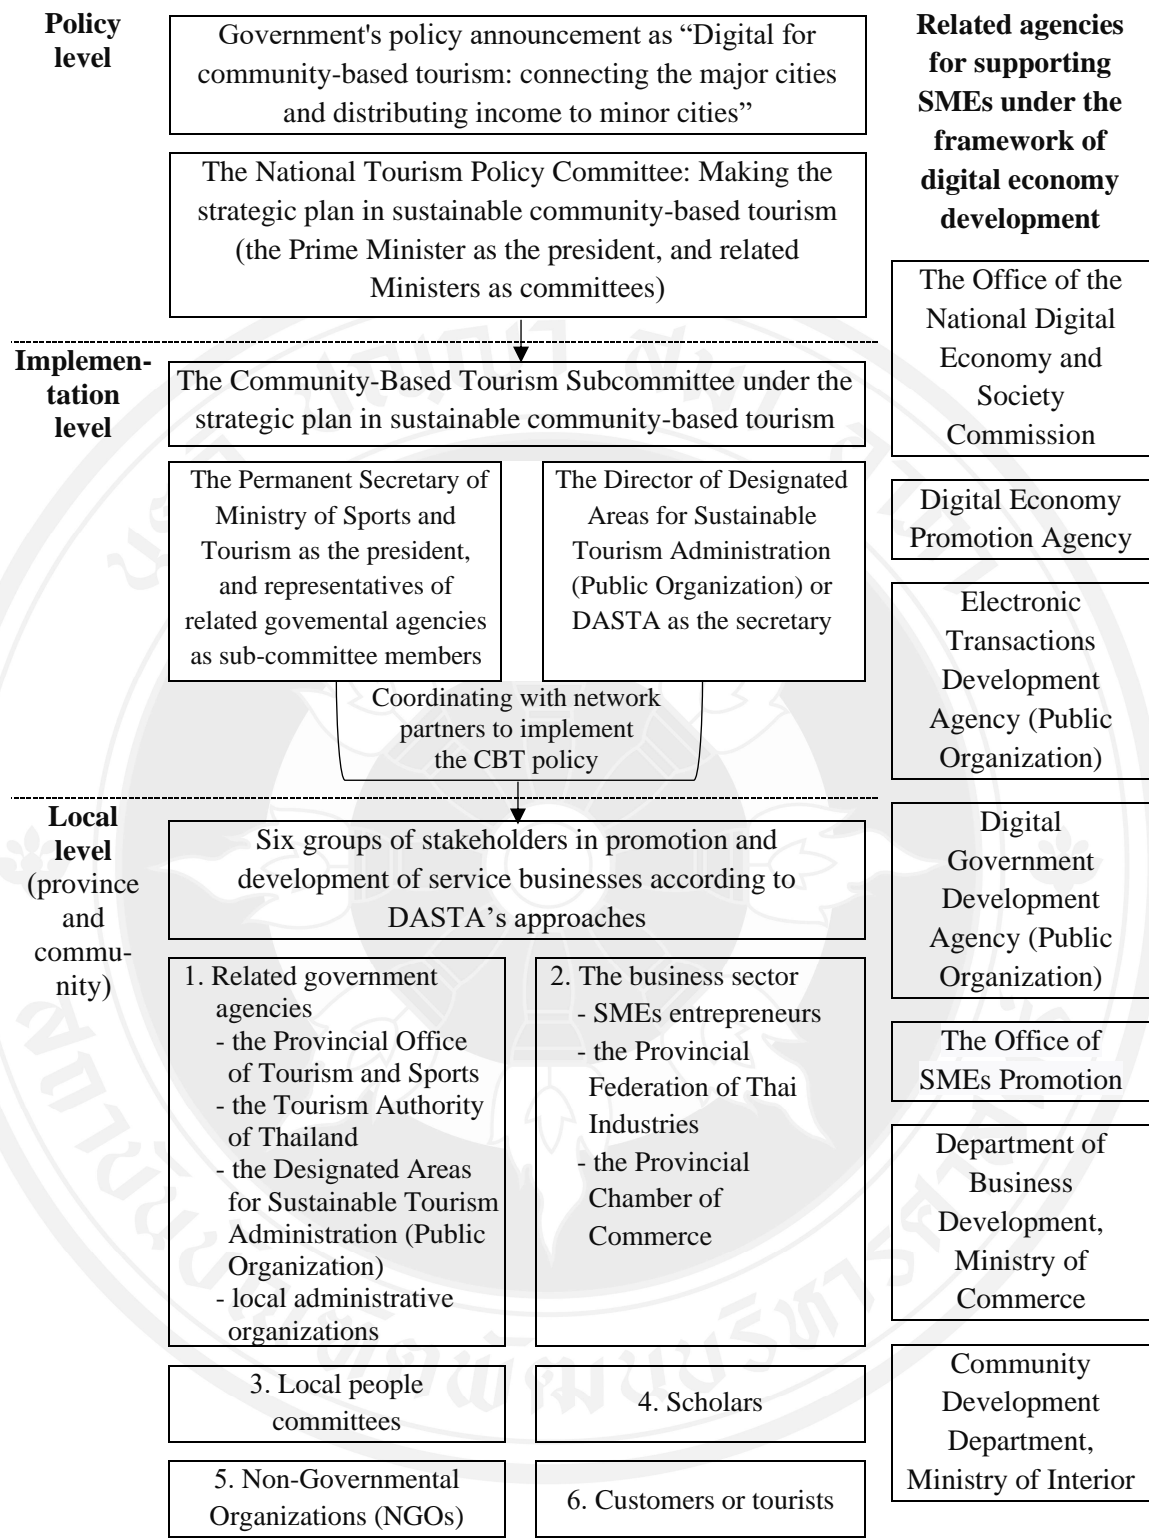 Policy
level
Government's policy announcement as “Digital for
community-based tourism: connecting the major cities
and distributing income to minor cities”
The National Tourism Policy Committee: Making the
strategic plan in sustainable community-based tourism
(the Prime Minister as the president, and related
Ministers as committees)
Implemen-
tation
level
The Community-Based Tourism Subcommittee under the
strategic plan in sustainable community-based tourism
The Permanent Secretary of
Ministry of Sports and
Tourism as the president,
and representatives of
related govemental agencies
as sub-committee members
The Director of Designated
Areas for Sustainable
Tourism Administration
(Public Organization) or
DASTA as the secretary
Coordinating with network
partners to implement
the CBT policy
Local
level
(province
and
commu-
nity)
Six groups of stakeholders in promotion and
development of service businesses according to
DASTA’s approaches
1. Related government
agencies
- the Provincial Office
of Tourism and Sports
- the Tourism Authority
of Thailand
- the Designated Areas
for Sustainable Tourism
Administration (Public
Organization)
- local administrative
organizations
2. The business sector
- SMEs entrepreneurs
- the Provincial
Federation of Thai
Industries
- the Provincial
Chamber of
Commerce
3. Local people
committees
4. Scholars
5. Non-Governmental
Organizations (NGOs)
6. Customers or tourists
Related agencies
for supporting
SMEs under the
framework of
digital economy
development
The Office of the
National Digital
Economy and
Society
Commission
Digital Economy
Promotion Agency
Electronic
Transactions
Development
Agency (Public
Organization)
Digital
Government
Development
Agency (Public
Organization)
The Office of
SMEs Promotion
Department of
Business
Development,
Ministry of
Commerce
Community
Development
Department,
Ministry of Interior